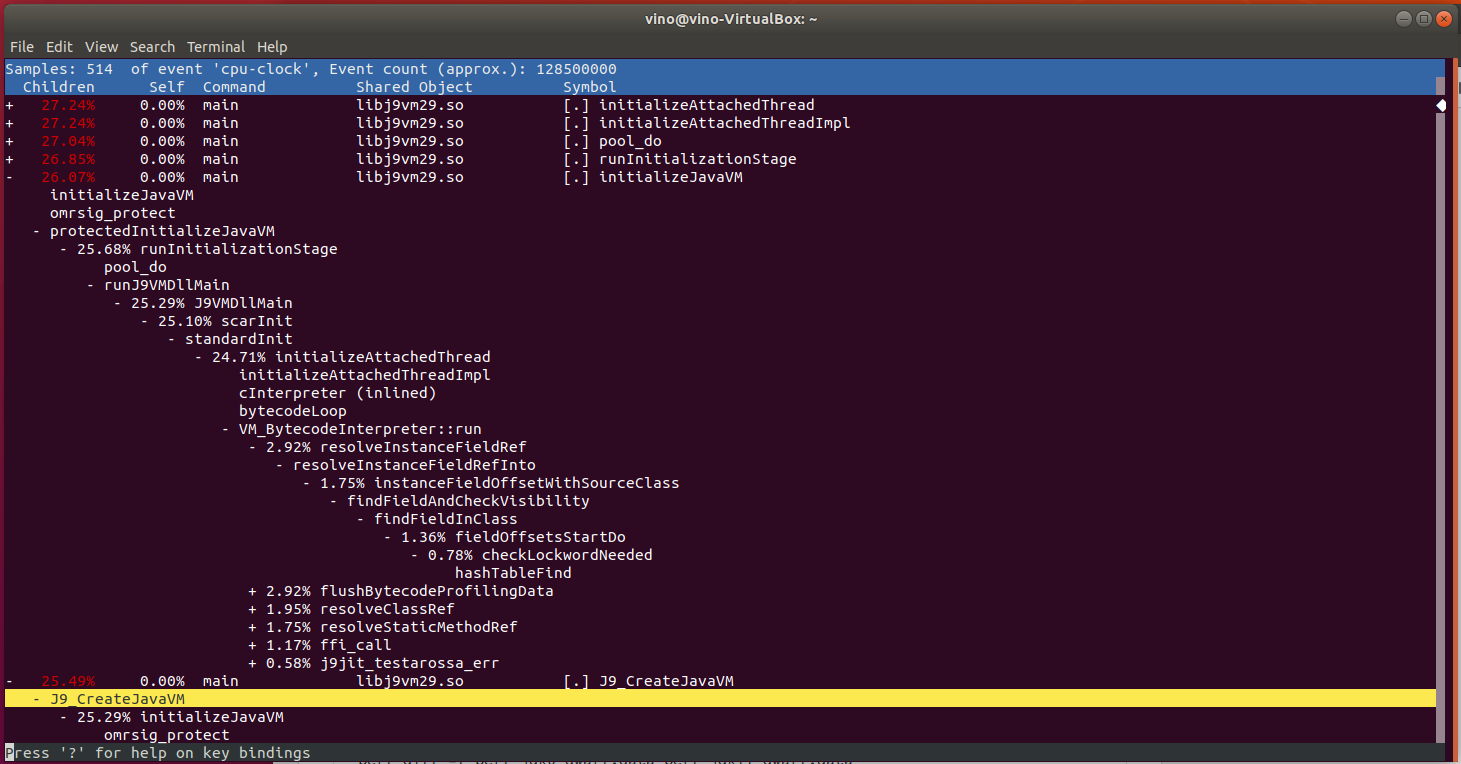 vino@vino-VirtualBox: ~
File Edit View Search Terminal Help
Samples: 514  of event 'cpu-clock', Event count (approx.): 128500000
  Children      Self  Command             Shared Object          Symbol
+   27.24%     0.00%  main             libj9vm29.so           [.] initializeAttachedThread
+   27.24%     0.00%  main             libj9vm29.so           [.] initializeAttachedThreadImpl
+   27.04%     0.00%  main             libj9vm29.so           [.] pool_do
+   26.85%     0.00%  main             libj9vm29.so           [.] runInitializationStage
-   26.07%     0.00%  main             libj9vm29.so           [.] initializeJavaVM
     initializeJavaVM
     omrsig_protect
   - protectedInitializeJavaVM
      - 25.68% runInitializationStage
           pool_do
         - runJ9VMDllMain
            - 25.29% J9VMDllMain
               - 25.10% scarInit
                  - standardInit
                     - 24.71% initializeAttachedThread
                          initializeAttachedThreadImpl
                          cInterpreter (inlined)
                          bytecodeLoop
                        - VM_BytecodeInterpreter::run
                           - 2.92% resolveInstanceFieldRef
                              - resolveInstanceFieldRefInto
                                 - 1.75% instanceFieldOffsetWithSourceClass
                                    - findFieldAndCheckVisibility
                                       - findFieldInClass
                                          - 1.36% fieldOffsetsStartDo
                                             - 0.78% checkLockwordNeeded
                                                  hashTableFind
                           + 2.92% flushBytecodeProfilingData
                           + 1.95% resolveClassRef
                           + 1.75% resolveStaticMethodRef
                           + 1.17% ffi_call
                           + 0.58% j9jit_testarossa_err
-   25.49%     0.00%  main             libj9vm29.so           [.] J9_CreateJavaVM
   - J9_CreateJavaVM
      - 25.29% initializeJavaVM
           omrsig_protect
Press '?' for help on key bindings